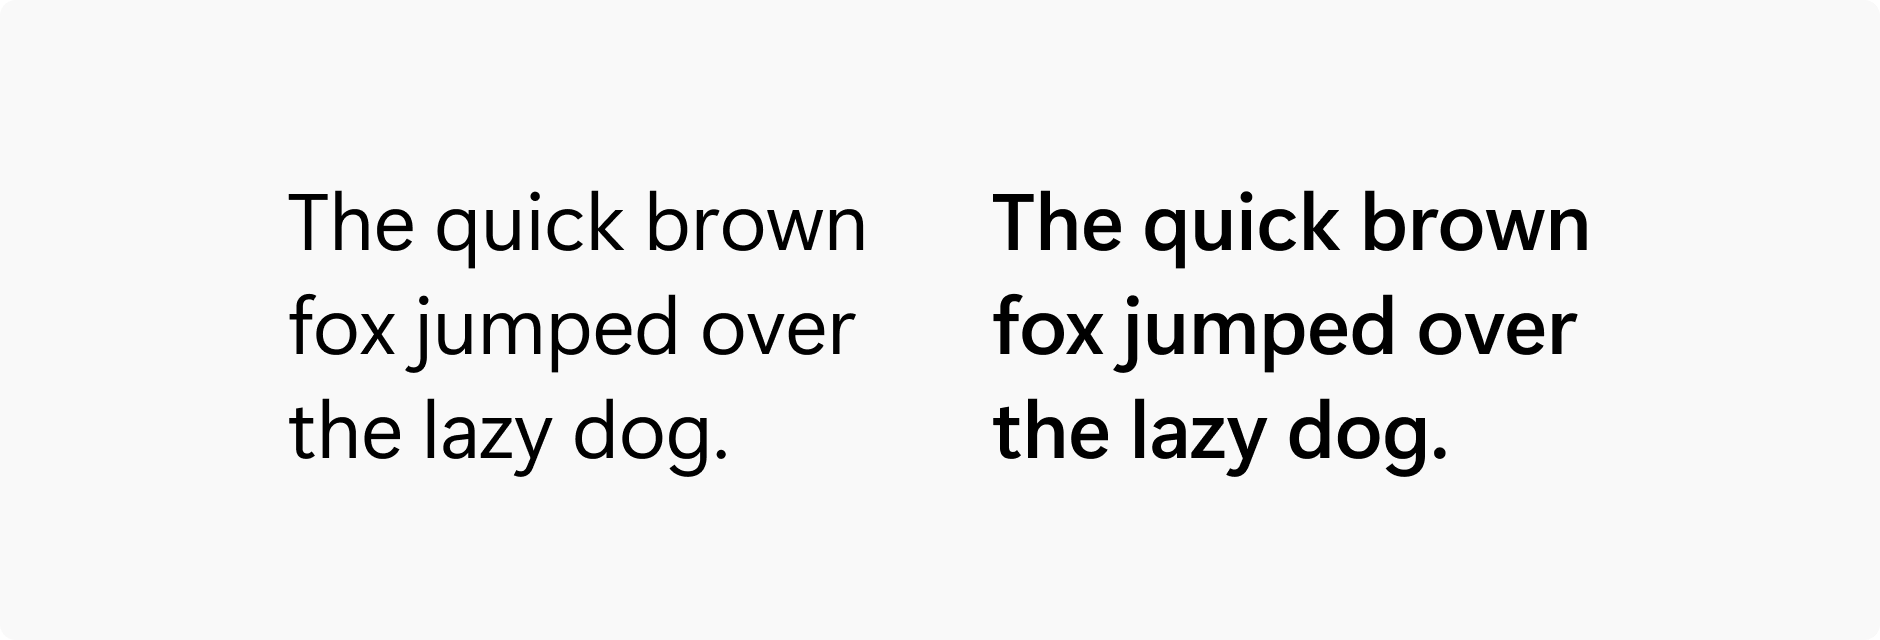 The quick brown
fox jumped over
the lazy dog.
The quick brown
fox jumped over
the lazy dog.